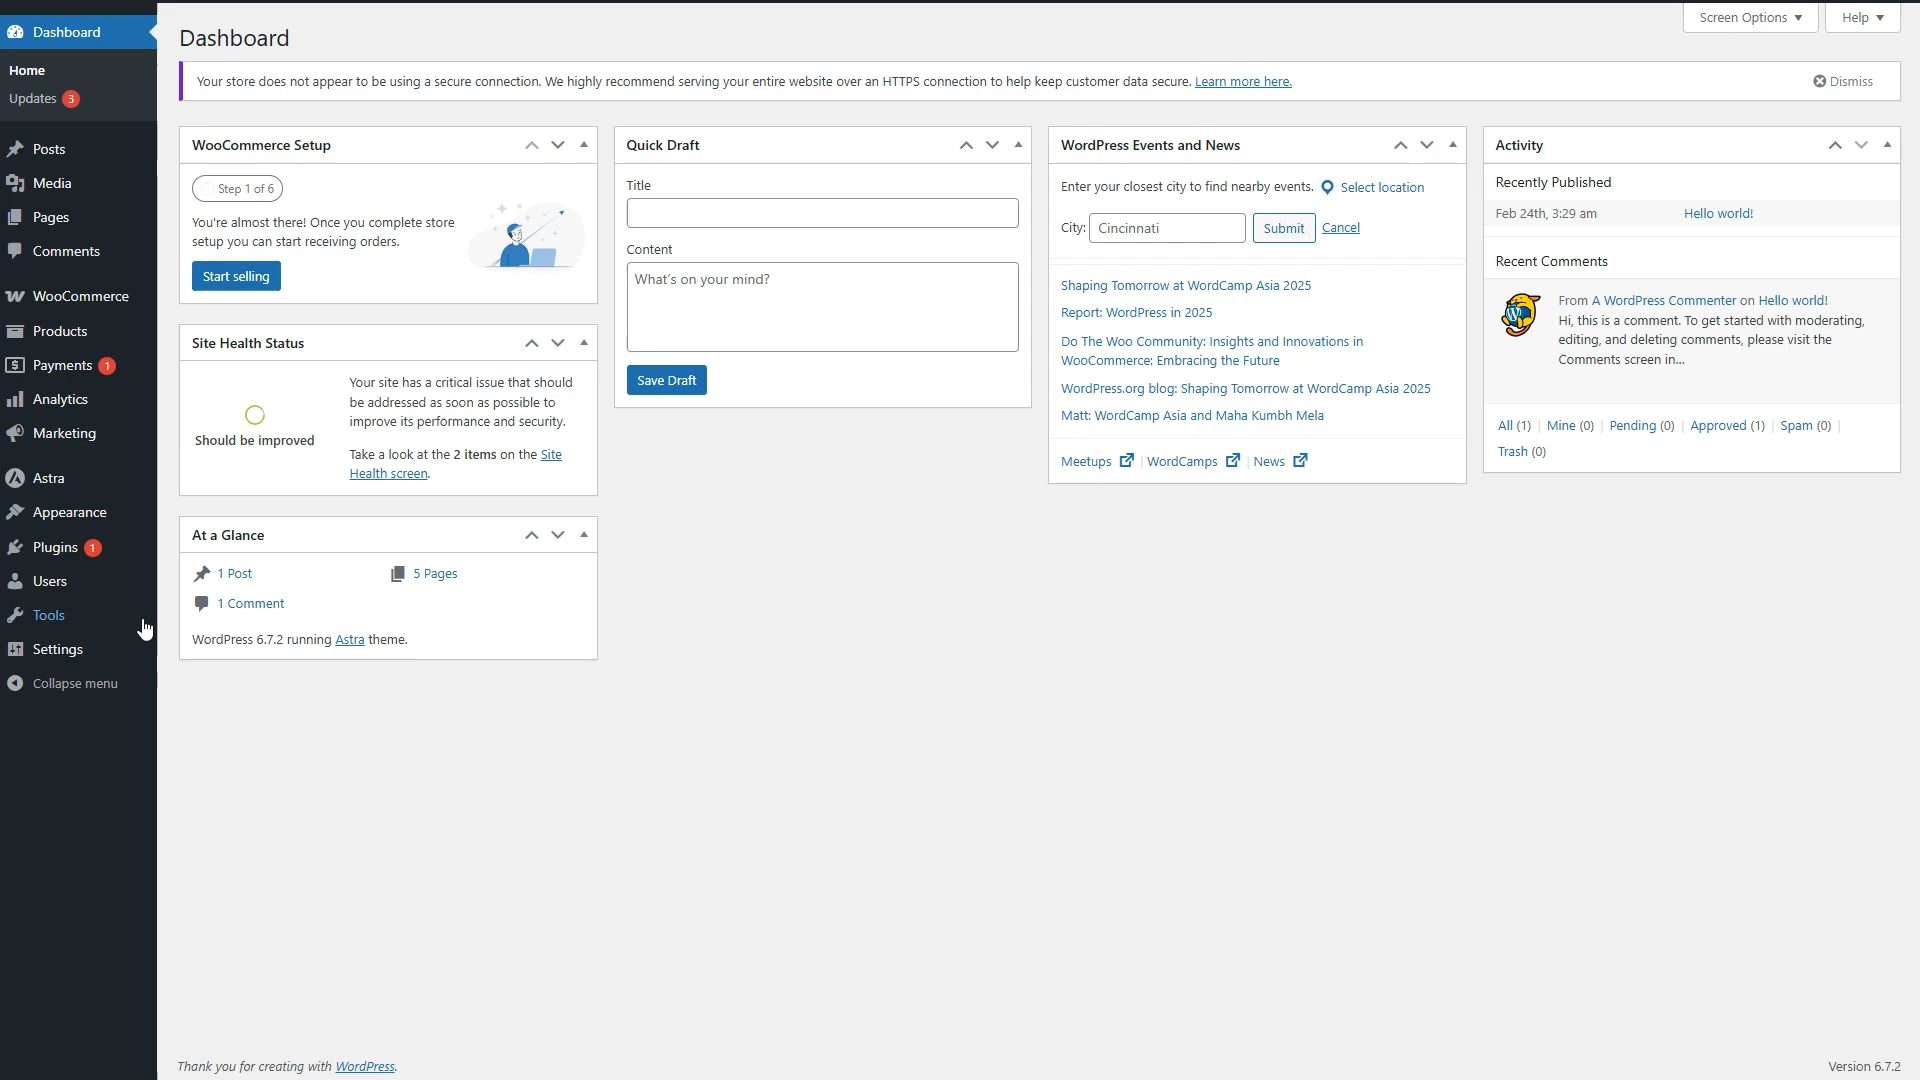 Dashboard
Home
Updates 3
Posts
Media
Pages
Comments
WooCommerce
Products
Payments 1
Analytics
Marketing
Astra
Appearance
Plugins 1
Users
Tools
Settings
Collapse menu
Screen Options
Help
Dashboard
Your store does not appear to be using a secure connection. We highly recommend serving your entire website over an HTTPS connection to help keep customer data secure. Learn more here.
Dismiss
WooCommerce Setup
Step 1 of 6
You're almost there! Once you complete store
setup you can start receiving orders.
Start selling
Site Health Status
Should be improved
Your site has a critical issue that should
be addressed as soon as possible to
improve its performance and security.
Take a look at the 2 items on the Site
Health screen.
At a Glance
1 Post
5 Pages
1 Comment
WordPress 6.7.2 running Astra theme.
Quick Draft
Title
Content
What's on your mind?
Save Draft
WordPress Events and News
Enter your closest city to find nearby events. Select location
City: Cincinnati Submit Cancel
Shaping Tomorrow at WordCamp Asia 2025
Report: WordPress in 2025
Do The Woo Community: Insights and Innovations in
WooCommerce: Embracing the Future
WordPress.org blog: Shaping Tomorrow at WordCamp Asia 2025
Matt: WordCamp Asia and Maha Kumbh Mela
Meetups | WordCamps | News
Activity
Recently Published
Feb 24th, 3:29 am Hello world!
Recent Comments
From A WordPress Commenter on Hello world!
Hi, this is a comment. To get started with moderating,
editing, and deleting comments, please visit the
Comments screen in...
All (1) | Mine (0) | Pending (0) | Approved (1) | Spam (0) |
Trash (0)
Thank you for creating with WordPress.
Version 6.7.2